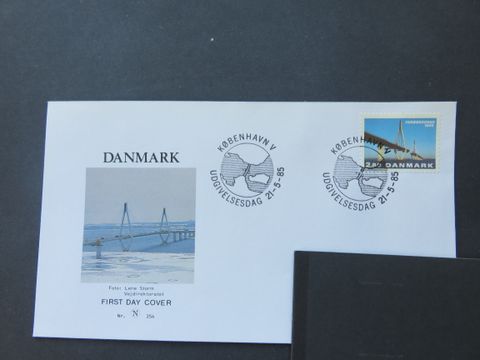 DANMARK
KØBENHAVN V
UDGIVELSESDAG 21-5-85
KØBENHAVN V
UDGIVELSESDAG 21-5-85
DANMARK
Foto: Lene Storm
Vejdirektoratet
FIRST DAY COVER
Nr. N